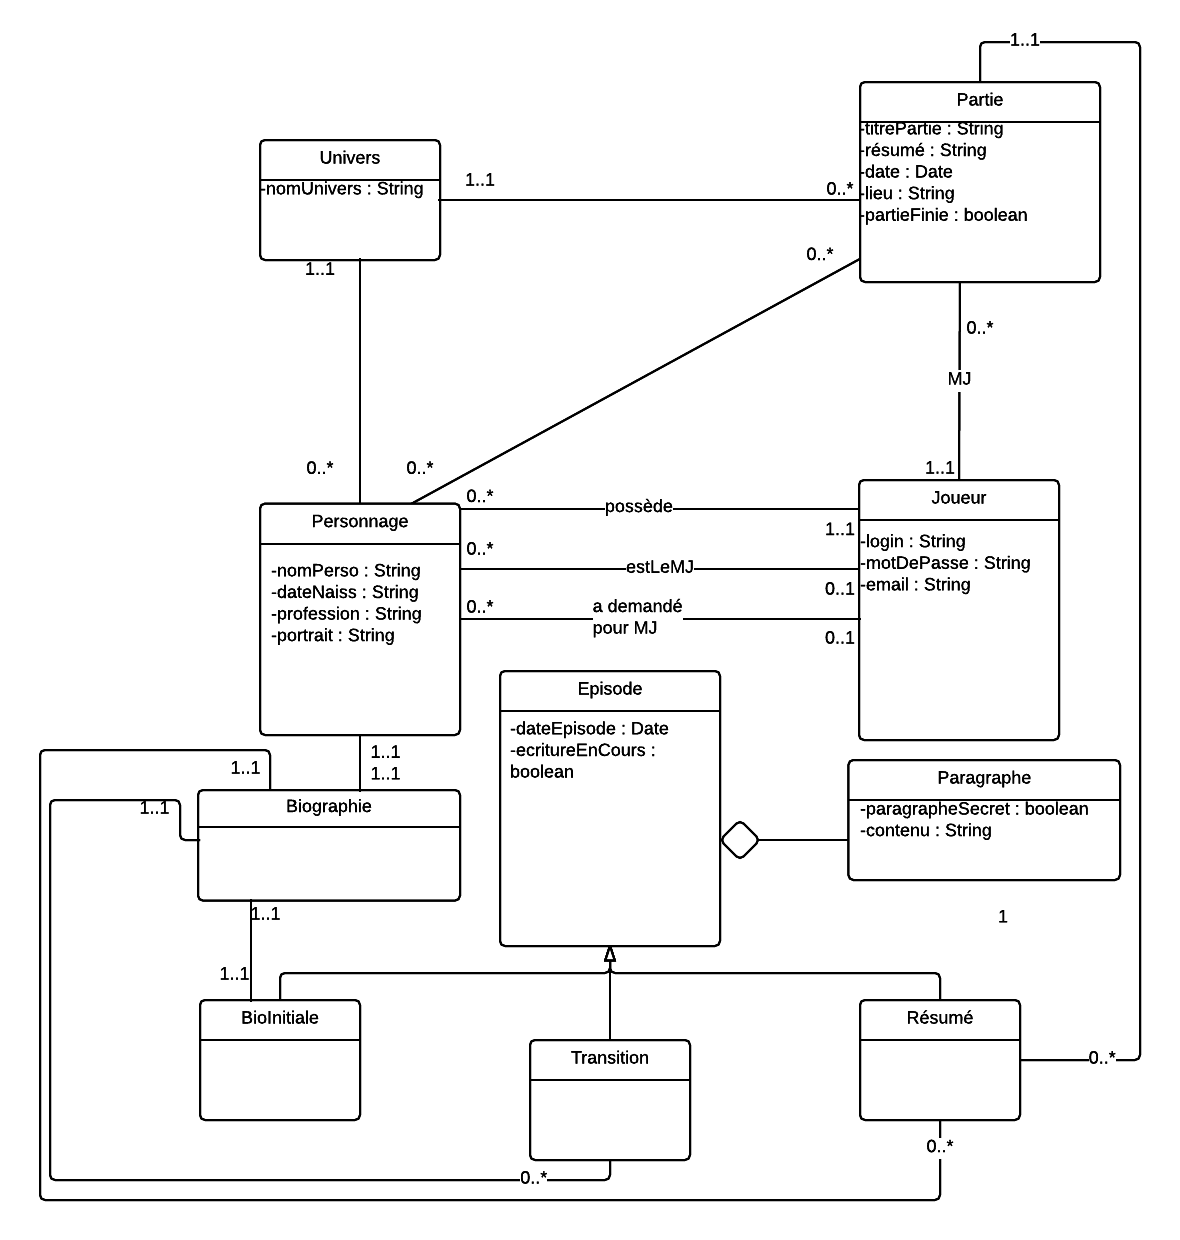 1..1
Partie
-titrePartie : String
-résumé : String
-date : Date
-lieu : String
-partieFinie : boolean
Univers
-nomUnivers : String
1..1
0..*
1..1
0..*
0..*
MJ
1..1
0..*
0..*
Personnage
-nomPerso : String
-dateNaiss : String
-profession : String
-portrait : String
0..*
possède
1..1
0..*
estLeMJ
0..1
0..*
a demandé
pour MJ
0..1
Joueur
-login : String
-motDePasse : String
-email : String
Episode
-dateEpisode : Date
-ecritureEnCours :
boolean
1..1
1..1
1..1
1..1
Biographie
Paragraphe
-paragrapheSecret : boolean
-contenu : String
1
1..1
1..1
BioInitiale
Transition
Résumé
0..*
0..*
0..*